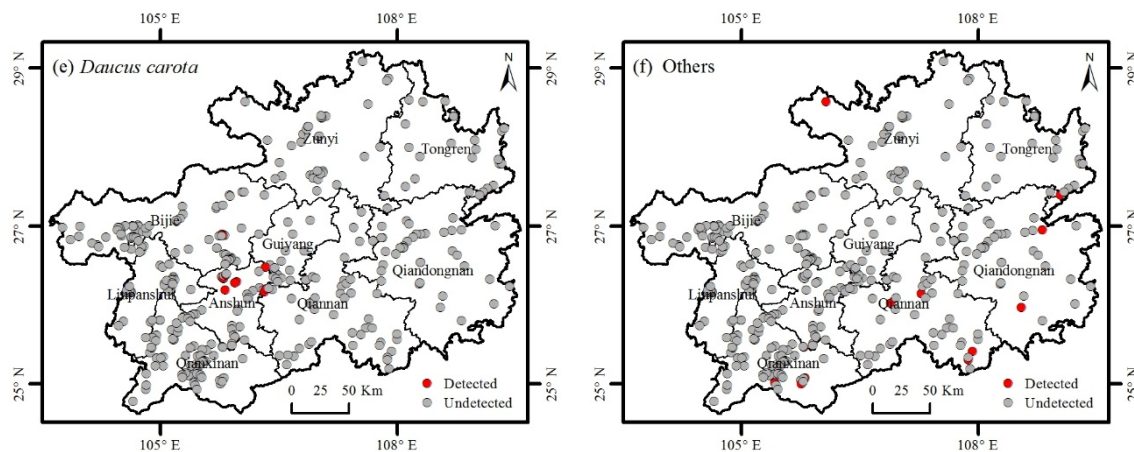 105° E
108° E
29° N
(e) Daucus carota
N
29° N
Zunyi
Tongren
Bijie
27° N
27° N
Guiyang
Qiandongnan
Liupanshui
Anshun
Qiannan
Qianxinan
0 25 50 Km
Detected
Undetected
25° N
25° N
105° E
108° E
105° E
108° E
29° N
(f) Others
N
29° N
Zunyi
Tongren
Bijie
27° N
27° N
Guiyang
Qiandongnan
Liupanshui
Anshun
Qiannan
Qianxinan
0 25 50 Km
Detected
Undetected
25° N
25° N
105° E
108° E